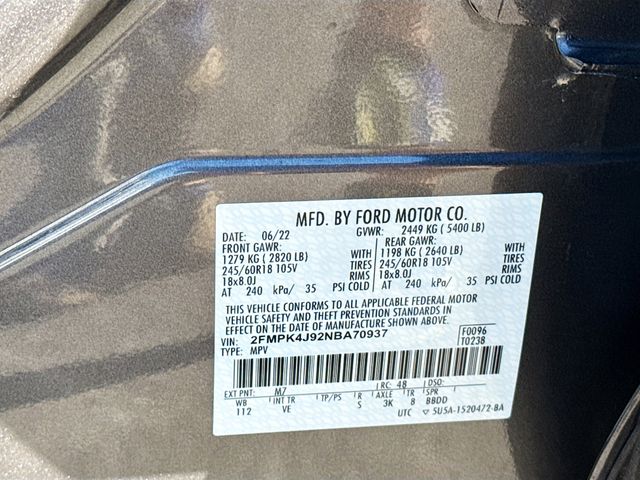 MFD. BY FORD MOTOR CO.
DATE: 06/22 GVWR: 2449 KG ( 5400 LB)
FRONT GAWR: REAR GAWR:
1279 KG ( 2820 LB) WITH 1198 KG ( 2640 LB) WITH
245/60R18 105V TIRES 245/60R18 105V TIRES
18x8.0J RIMS 18x8.0J RIMS
AT 240 kPa/ 35 PSI COLD AT 240 kPa/ 35 PSI COLD
THIS VEHICLE CONFORMS TO ALL APPLICABLE FEDERAL MOTOR
VEHICLE SAFETY AND THEFT PREVENTION STANDARDS IN
EFFECT ON THE DATE OF MANUFACTURE SHOWN ABOVE.
VIN: 2FMPK4J92NBA70937 F0096
TYPE: MPV T0238
EXT PNT: M7 RC: 48 DSO:
WB INT TR TP/PS R AXLE TR SPR
112 VE S 3K 8 BBDD
UTC ▽ 5U5A-1520472-BA